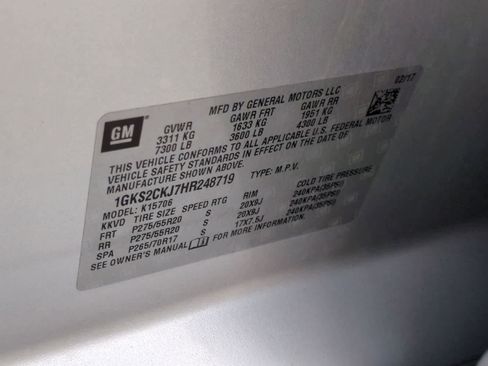 GM
MFD BY GENERAL MOTORS LLC 02/17
GVWR GAWR FRT GAWR RR
3311 KG 1633 KG 1951 KG
7300 LB 3600 LB 4300 LB
THIS VEHICLE CONFORMS TO ALL APPLICABLE U.S. FEDERAL MOTOR
VEHICLE SAFETY STANDARDS IN EFFECT ON THE DATE OF
MANUFACTURE SHOWN ABOVE.
1GKS2CKJ7HR248719 TYPE: M.P.V.
MODEL: K15706
KKVD TIRE SIZE SPEED RTG RIM COLD TIRE PRESSURE
FRT P275/55R20 S 20X9J 240KPA(35PSI)
RR P275/55R20 S 20X9J 240KPA(35PSI)
SPA P265/70R17 S 17X7.5J 240KPA(35PSI)
SEE OWNER'S MANUAL FOR MORE INFORMATION.